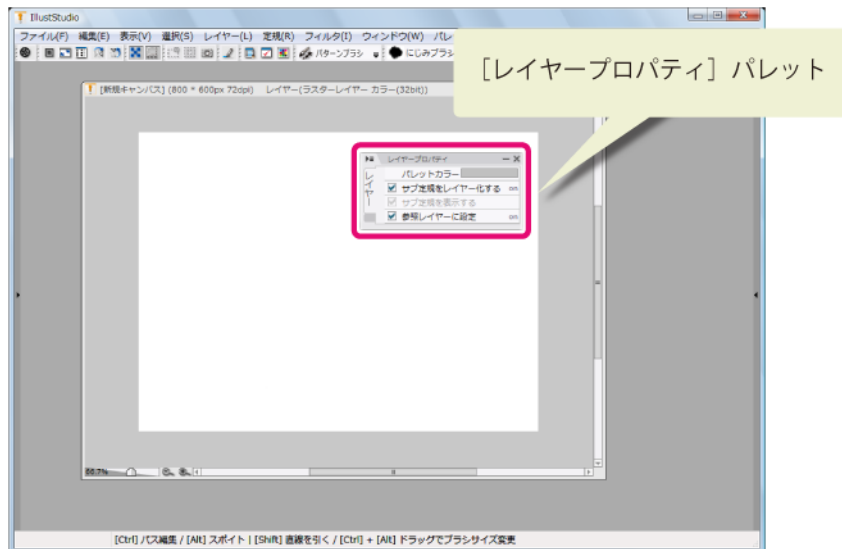 IllustStudio
ファイル(F) 編集(E) 表示(V) 選択(S) レイヤー(L) 定規(R) フィルタ(I) ウィンドウ(W) パレ
パターンブラシ にじみブラシ
[レイヤープロパティ] パレット
[新規キャンバス] (800 * 600px 72dpi) レイヤー(ラスターレイヤー カラー(32bit))
レイヤープロパティ
レイヤー
パレットカラー
サブ定規をレイヤー化する on
サブ定規を表示する
参照レイヤーに設定 on
66.7%
[Ctrl] パス編集 / [Alt] スポイト | [Shift] 直線を引く / [Ctrl] + [Alt] ドラッグでブラシサイズ変更